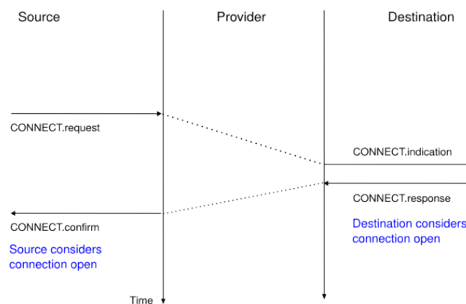 Source Provider Destination
CONNECT.request
CONNECT.indication
CONNECT.response
CONNECT.confirm
Destination considers
connection open
Source considers
connection open
Time